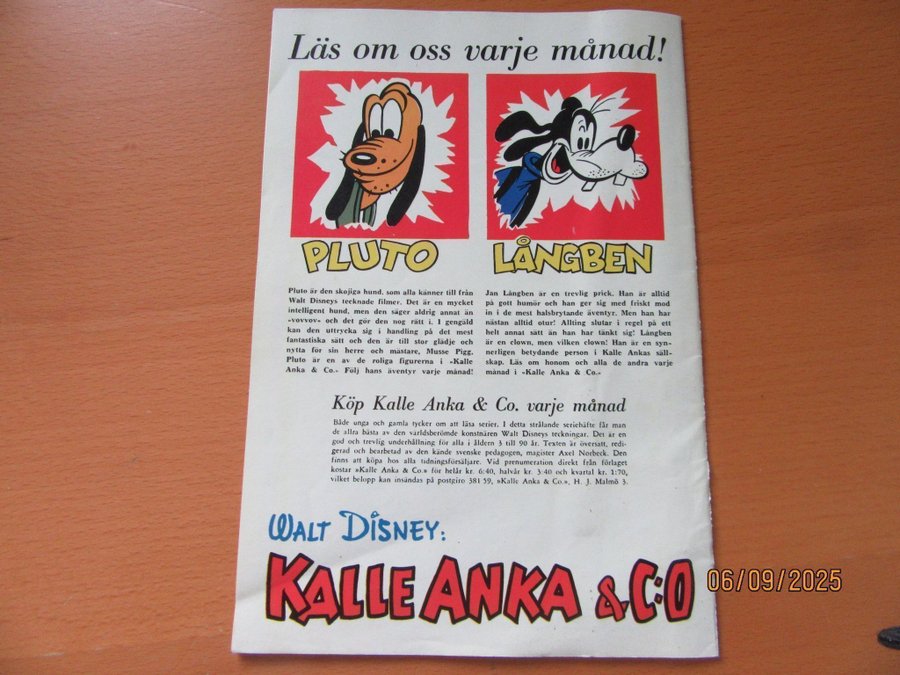 Läs om oss varje månad!
PLUTO
Pluto är den skojiga hund, som alla känner till från
Walt Disneys tecknade filmer. Det är en mycket
intelligent hund, men den säger aldrig annat än
»vovvov» och det gör den nog rätt i. I gengäld
kan den uttrycka sig i handling på det mest
fantastiska sätt och den är till stor glädje och
nytta för sin herre och mästare, Musse Pigg.
Pluto är en av de roliga figurerna i »Kalle
Anka & Co.» Följ hans äventyr varje månad!
LÅNGBEN
Jan Långben är en trevlig prick. Han är alltid
på gott humör och han ger sig med friskt mod
in i de mest halsbrytande äventyr. Men han har
nästan alltid otur! Allting slutar i regel på ett
helt annat sätt än han har tänkt sig! Långben
är en clown, men vilken clown! Han är en syn-
nerligen betydande person i Kalle Ankas säll-
skap. Läs om honom och alla de andra varje
månad i »Kalle Anka & Co.»
Köp Kalle Anka & Co. varje månad
Både unga och gamla tycker om att läsa serier. I detta strålande seriehäfte får man
de allra bästa av den världsberömde konstnären Walt Disneys teckningar. Det är en
god och trevlig underhållning för alla i åldern 3 till 90 år. Texten är översatt, redi-
gerad och bearbetad av den kände svenske pedagogen, magister Axel Norbeck. Den
finns att köpa hos alla tidningsförsäljare. Vid prenumeration direkt från förlaget
kostar »Kalle Anka & Co.» för helår kr. 6:40, halvår kr. 3:40 och kvartal kr. 1:70,
vilket belopp kan insändas på postgiro 381 59, »Kalle Anka & Co.», H. J. Malmö 3.
WALT DISNEY:
KALLE ANKA & C:O
06/09/2025